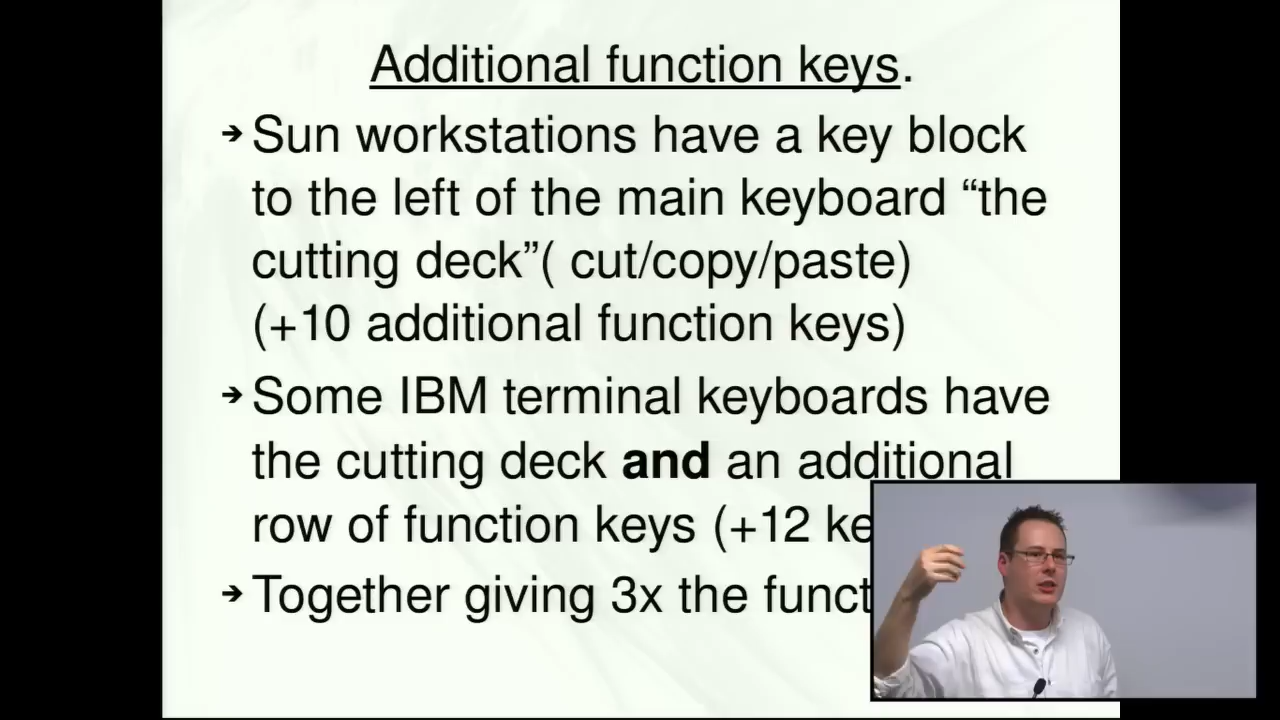 Additional function keys.
➔ Sun workstations have a key block
to the left of the main keyboard “the
cutting deck”( cut/copy/paste)
(+10 additional function keys)
➔ Some IBM terminal keyboards have
the cutting deck and an additional
row of function keys (+12
➔ Together giving 3x the